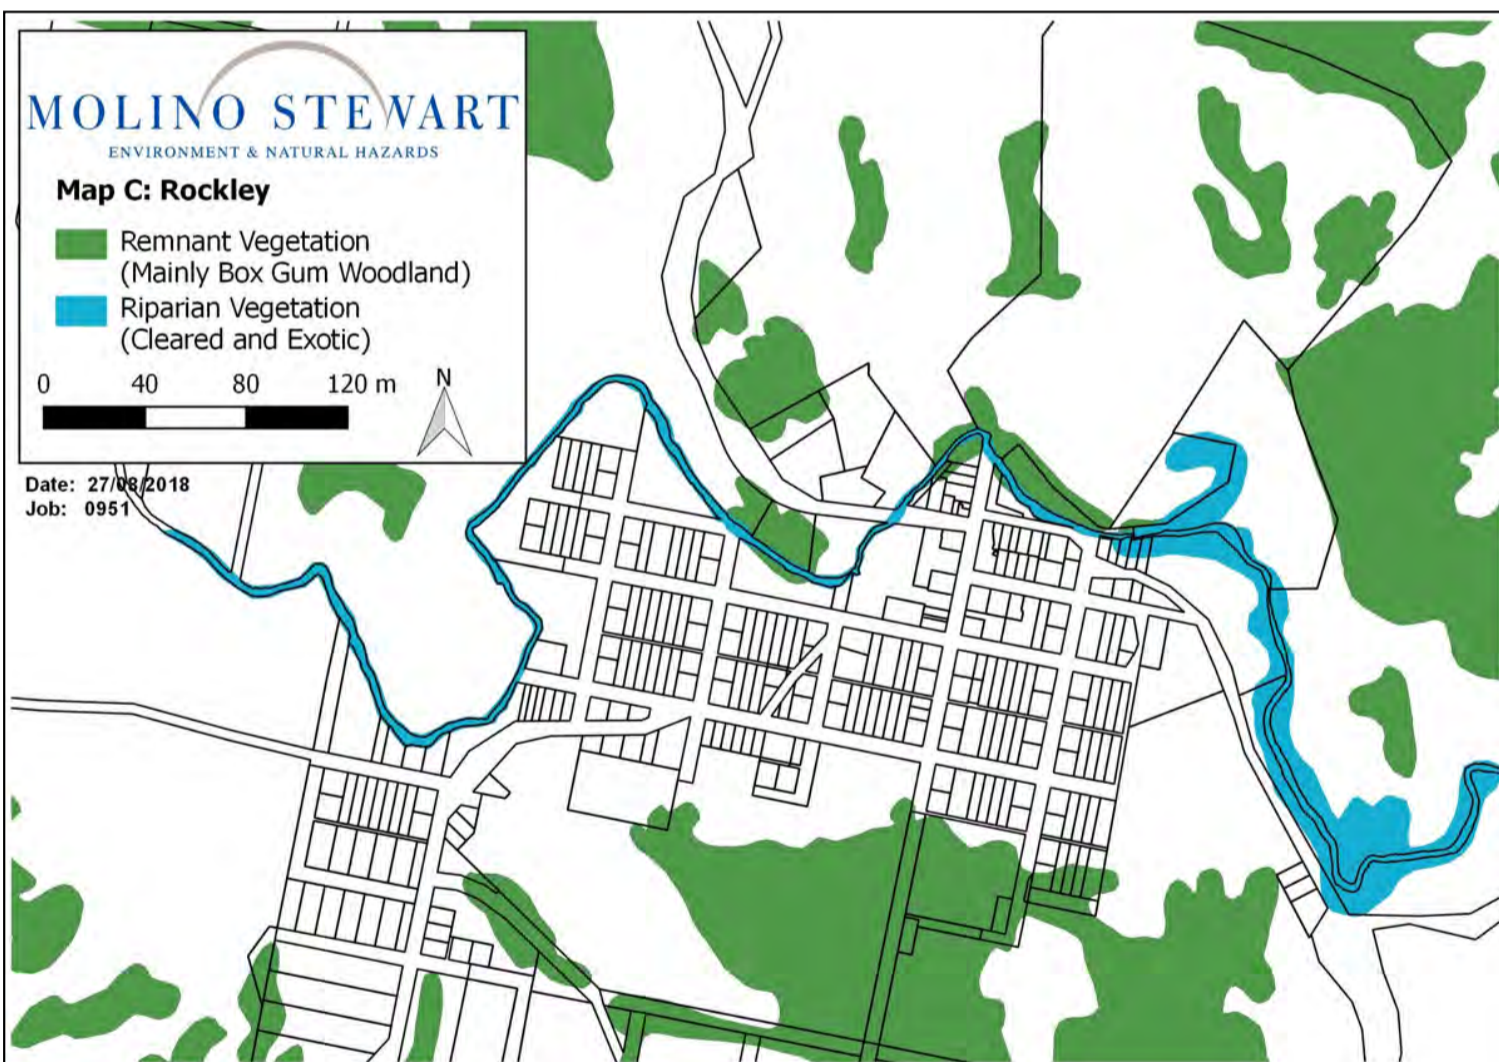 MOLINO STEWART
ENVIRONMENT & NATURAL HAZARDS
Map C: Rockley
Remnant Vegetation
(Mainly Box Gum Woodland)
Riparian Vegetation
(Cleared and Exotic)
0 40 80 120 m N
Date: 27/08/2018
Job: 0951